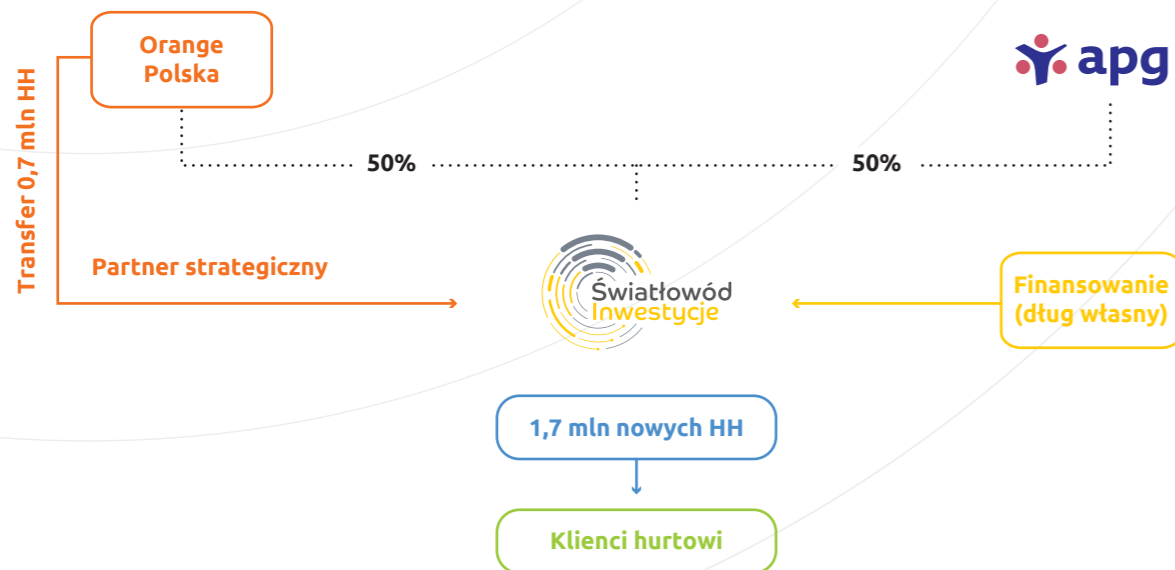 Orange
Polska
apg
Transfer 0,7 mln HH
50%
50%
Partner strategiczny
Światłowód
Inwestycje
Finansowanie
(dług własny)
1,7 mln nowych HH
Klienci hurtowi